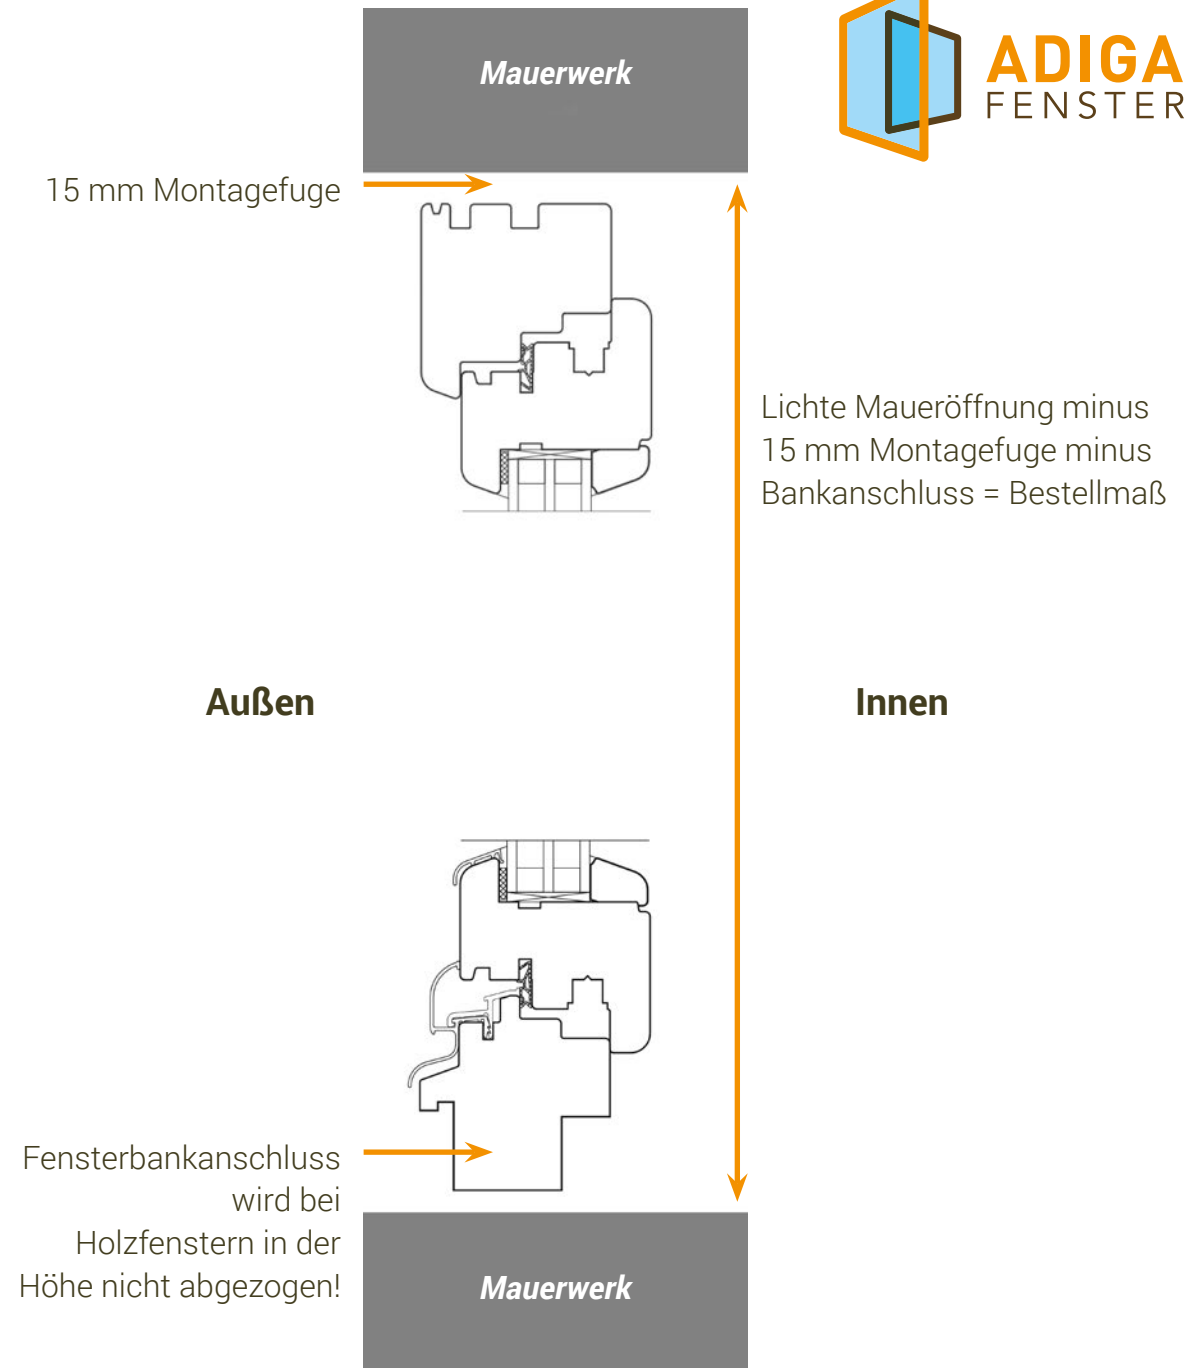 Mauerwerk
ADIGA
FENSTER
15 mm Montagefuge
Lichte Maueröffnung minus
15 mm Montagefuge minus
Bankanschluss = Bestellmaß
Außen
Innen
Fensterbankanschluss
wird bei
Holzfenstern in der
Höhe nicht abgezogen!
Mauerwerk